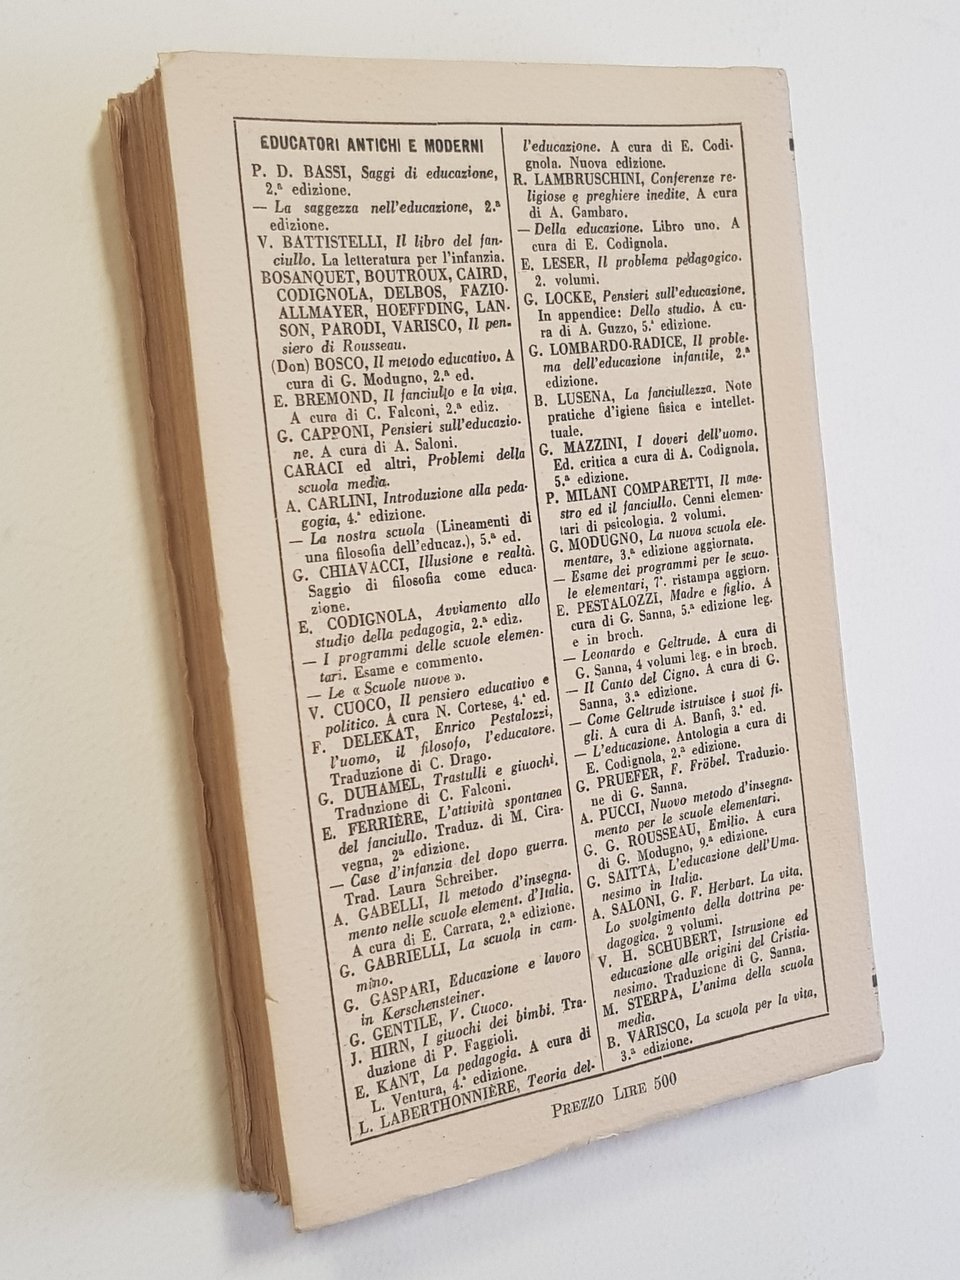 EDUCATORI ANTICHI E MODERNI
P. D. BASSI, Saggi di educazione,
2.ª edizione.
— La saggezza nell'educazione, 2.ª
edizione.
V. BATTISTELLI, Il libro del fan-
ciullo. La letteratura per l'infanzia.
BOSANQUET, BOUTROUX, CAIRD,
CODIGNOLA, DELBOS, FAZIO-
ALLMAYER, HOEFFDING, LAN-
SON, PARODI, VARISCO, Il pen-
siero di Rousseau.
(Don) BOSCO, Il metodo educativo. A
cura di G. Modugno, 2.ª ed.
E. BREMOND, Il fanciullo e la vita.
A cura di C. Falconi, 2.ª ediz.
G. CAPPONI, Pensieri sull'educazio-
ne. A cura di A. Saloni.
CARACI ed altri, Problemi della
scuola media.
A. CARLINI, Introduzione alla peda-
gogia, 4.ª edizione.
— La nostra scuola (Lineamenti di
una filosofia dell'educaz.), 5.ª ed.
G. CHIAVACCI, Illusione e realtà.
Saggio di filosofia come educa-
zione.
E. CODIGNOLA, Avviamento allo
studio della pedagogia, 2.ª ediz.
— I programmi delle scuole elemen-
tari. Esame e commento.
— Le « Scuole nuove ».
V. CUOCO, Il pensiero educativo e
politico. A cura N. Cortese, 4.ª ed.
F. DELEKAT, Enrico Pestalozzi,
l'uomo, il filosofo, l'educatore.
Traduzione di C. Drago.
G. DUHAMEL, Trastulli e giuochi.
Traduzione di C. Falconi.
E. FERRIÈRE, L'attività spontanea
del fanciullo. Traduz. di M. Cira-
vegna, 2ª edizione.
— Case d'infanzia del dopo guerra.
Trad. Laura Schreiber.
A. GABELLI, Il metodo d'insegna-
mento nelle scuole element. d'Italia.
A cura di E. Carrara, 2.ª edizione.
G. GABRIELLI, La scuola in cam-
mino.
G. GASPARI, Educazione e lavoro
in Kerschensteiner.
G. GENTILE, V. Cuoco.
J. HIRN, I giuochi dei bimbi. Tra-
duzione di P. Faggioli.
E. KANT, La pedagogia. A cura di
L. Ventura, 4.ª edizione.
L. LABERTHONNIÈRE, Teoria del-
l'educazione. A cura di E. Codi-
gnola. Nuova edizione.
R. LAMBRUSCHINI, Conferenze re-
ligiose e preghiere inedite. A cura
di A. Gambaro.
— Della educazione. Libro uno. A
cura di E. Codignola.
E. LESER, Il problema pedagogico.
2. volumi.
G. LOCKE, Pensieri sull'educazione.
In appendice: Dello studio. A cu-
ra di A. Guzzo, 5.ª edizione.
G. LOMBARDO-RADICE, Il proble-
ma dell'educazione infantile, 2.ª
edizione.
B. LUSENA, La fanciullezza. Note
pratiche d'igiene fisica e intellet-
tuale.
G. MAZZINI, I doveri dell'uomo.
Ed. critica a cura di A. Codignola.
5.ª edizione.
P. MILANI COMPARETTI, Il mae-
stro ed il fanciullo. Cenni elemen-
tari di psicologia. 2 volumi.
G. MODUGNO, La nuova scuola ele-
mentare, 3.ª edizione aggiornata.
— Esame dei programmi per le scuo-
le elementari, 7ª. ristampa aggiorn.
E. PESTALOZZI, Madre e figlio. A
cura di G. Sanna, 5.ª edizione leg.
e in broch.
— Leonardo e Geltrude. A cura di
G. Sanna, 4 volumi leg. e in broch.
— Il Canto del Cigno. A cura di G.
Sanna, 3.ª edizione.
— Come Geltrude istruisce i suoi fi-
gli. A cura di A. Banfi, 3.ª ed.
— L'educazione. Antologia a cura di
E. Codignola, 2.ª edizione.
G. PRUEFER, F. Fröbel. Traduzio-
ne di G. Sanna.
A. PUCCI, Nuovo metodo d'insegna-
mento per le scuole elementari.
G. G. ROUSSEAU, Emilio. A cura
di G. Modugno, 9.ª edizione.
G. SAITTA, L'educazione dell'Uma-
nesimo in Italia.
A. SALONI, G. F. Herbart. La vita.
Lo svolgimento della dottrina pe-
dagogica. 2 volumi.
V. H. SCHUBERT, Istruzione ed
educazione alle origini del Cristia-
nesimo. Traduzione di G. Sanna.
M. STERPA, L'anima della scuola
media.
B. VARISCO, La scuola per la vita,
3.ª edizione.
PREZZO LIRE 500